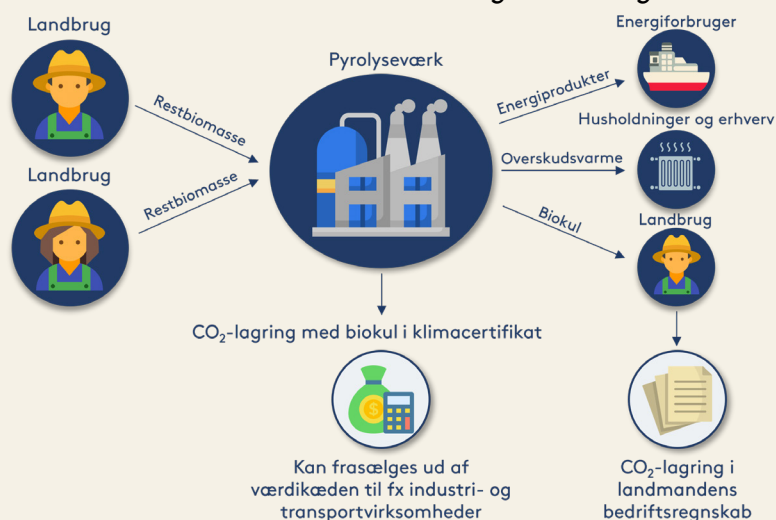 Landbrug
Restbiomasse
Landbrug
Restbiomasse
Pyrolyseværk
Energiprodukter
Energiforbruger
Overskudsvarme
Husholdninger og erhverv
Biokul
Landbrug
CO₂-lagring med biokul i klimacertifikat
Kan frasælges ud af
værdikæden til fx industri- og
transportvirksomheder
CO₂-lagring i
landmandens
bedriftsregnskab